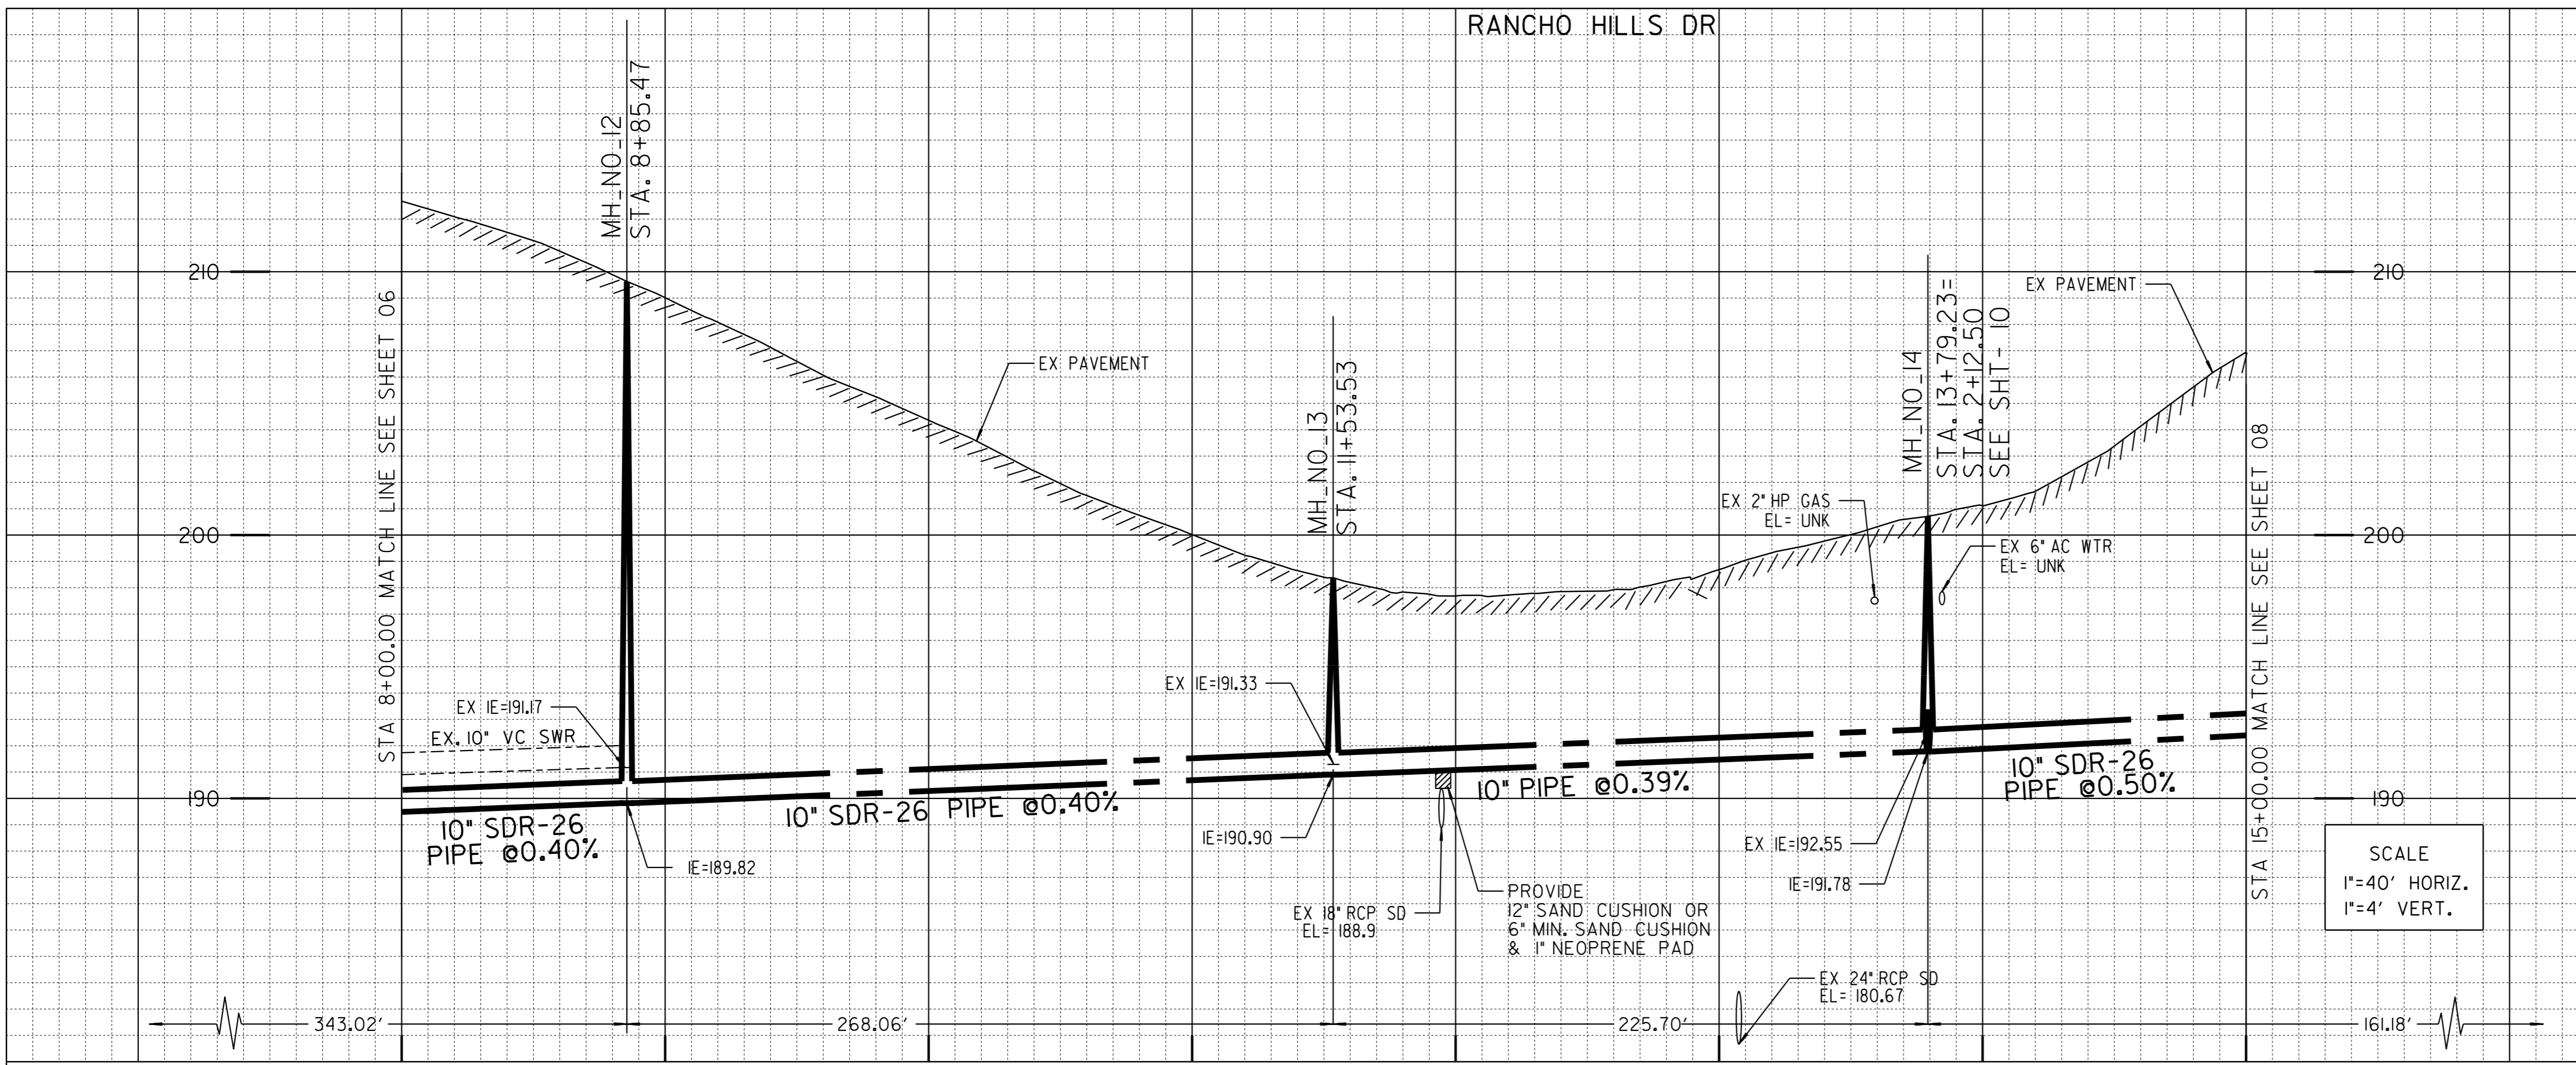 RANCHO HILLS DR
MH_NO_12
STA. 8+85.47
210
210
EX PAVEMENT
STA 8+00.00 MATCH LINE SEE SHEET 06
EX PAVEMENT
MH_NO_13
STA. 11+53.53
MH_NO_14
STA. 13+79.23=
STA. 2+12.50
SEE SHT- 10
STA 15+00.00 MATCH LINE SEE SHEET 08
EX 2" HP GAS
EL= UNK
200
200
EX 6" AC WTR
EL= UNK
EX IE=191.33
EX IE=191.17
EX. 10" VC SWR
190
190
10" SDR-26
PIPE @0.40%
10" SDR-26 PIPE @0.40%
10" PIPE @0.39%
10" SDR-26
PIPE @0.50%
IE=190.90
IE=189.82
EX IE=192.55
IE=191.78
SCALE
1"=40' HORIZ.
1"=4' VERT.
EX 18" RCP SD
EL= 188.9
PROVIDE
12" SAND CUSHION OR
6" MIN. SAND CUSHION
& 1" NEOPRENE PAD
EX 24" RCP SD
EL= 180.67
343.02'
268.06'
225.70'
161.18'